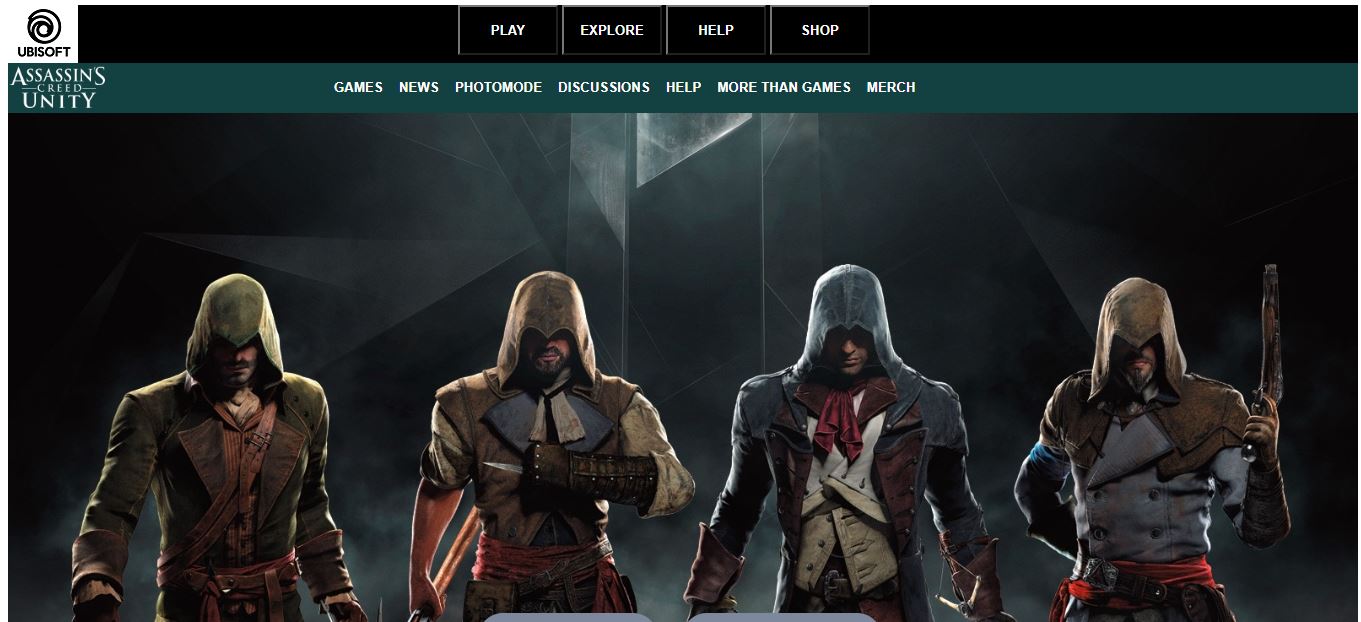 UBISOFT
PLAY EXPLORE HELP SHOP
ASSASSIN'S
CREED
UNITY
GAMES NEWS PHOTOMODE DISCUSSIONS HELP MORE THAN GAMES MERCH